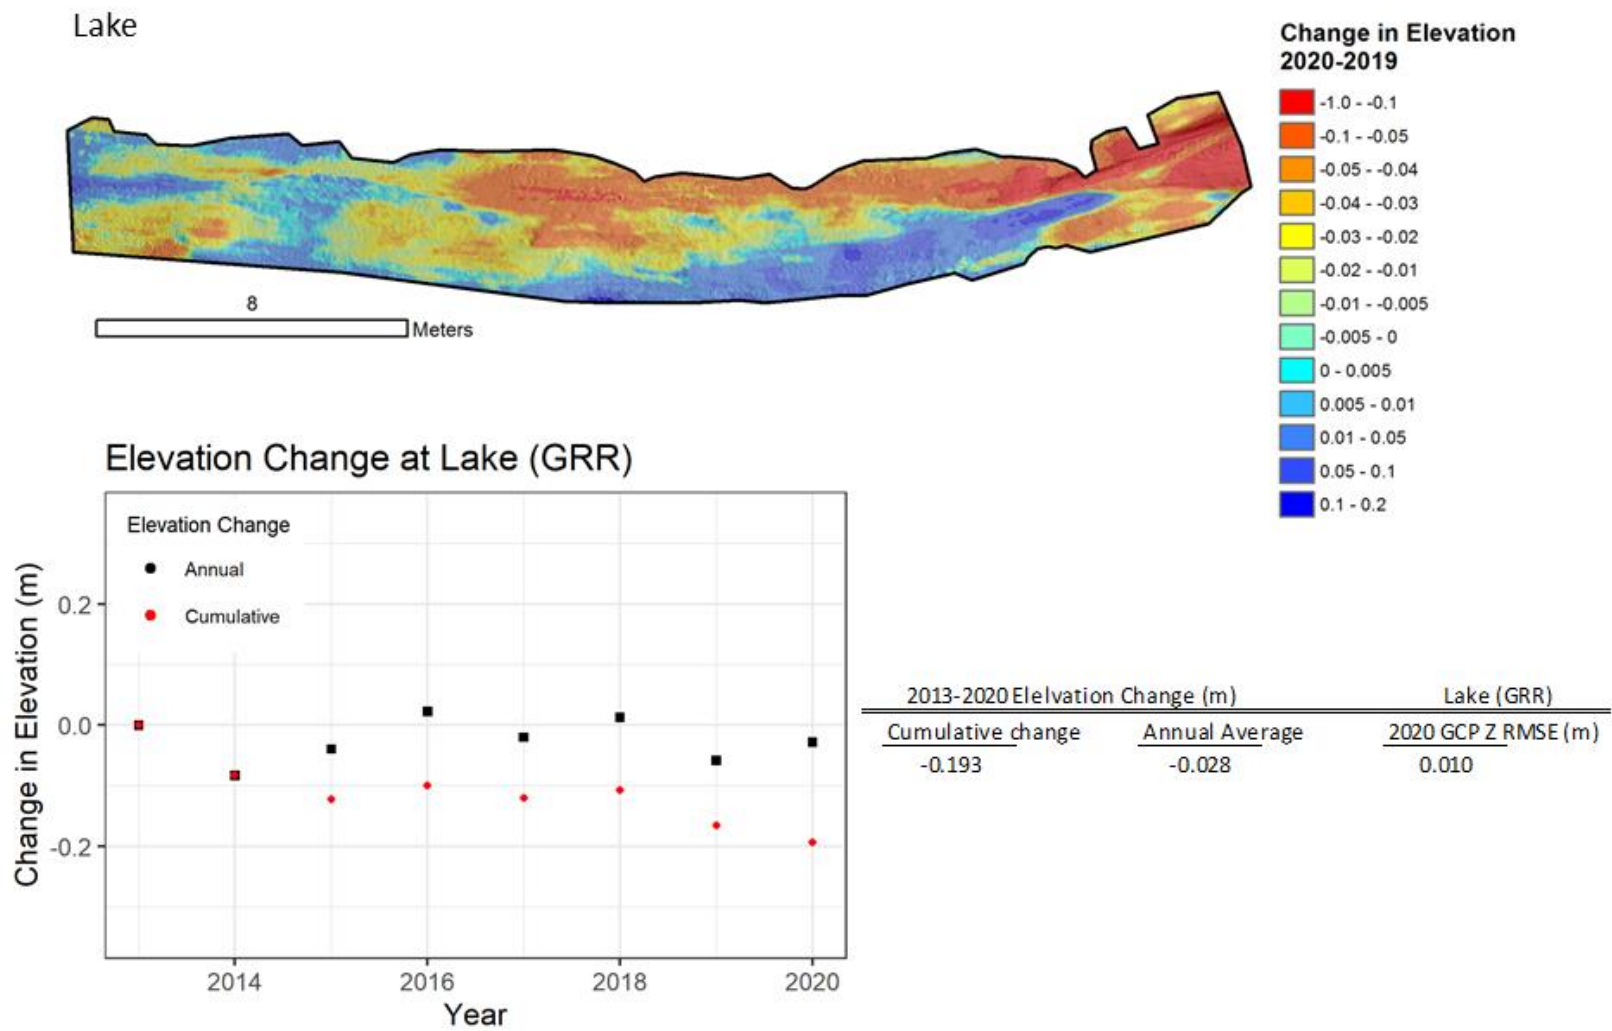 Lake
Change in Elevation
2020-2019
-1.0 - -0.1
-0.1 - -0.05
-0.05 - -0.04
-0.04 - -0.03
-0.03 - -0.02
-0.02 - -0.01
-0.01 - -0.005
-0.005 - 0
0 - 0.005
0.005 - 0.01
0.01 - 0.05
0.05 - 0.1
0.1 - 0.2
8
Meters
Elevation Change at Lake (GRR)
Elevation Change
Annual
Cumulative
Change in Elevation (m)
0.2
0.0
-0.2
2014 2016 2018 2020
Year
2013-2020 Elelvation Change (m) Lake (GRR)
Cumulative change Annual Average 2020 GCP Z RMSE (m)
-0.193 -0.028 0.010